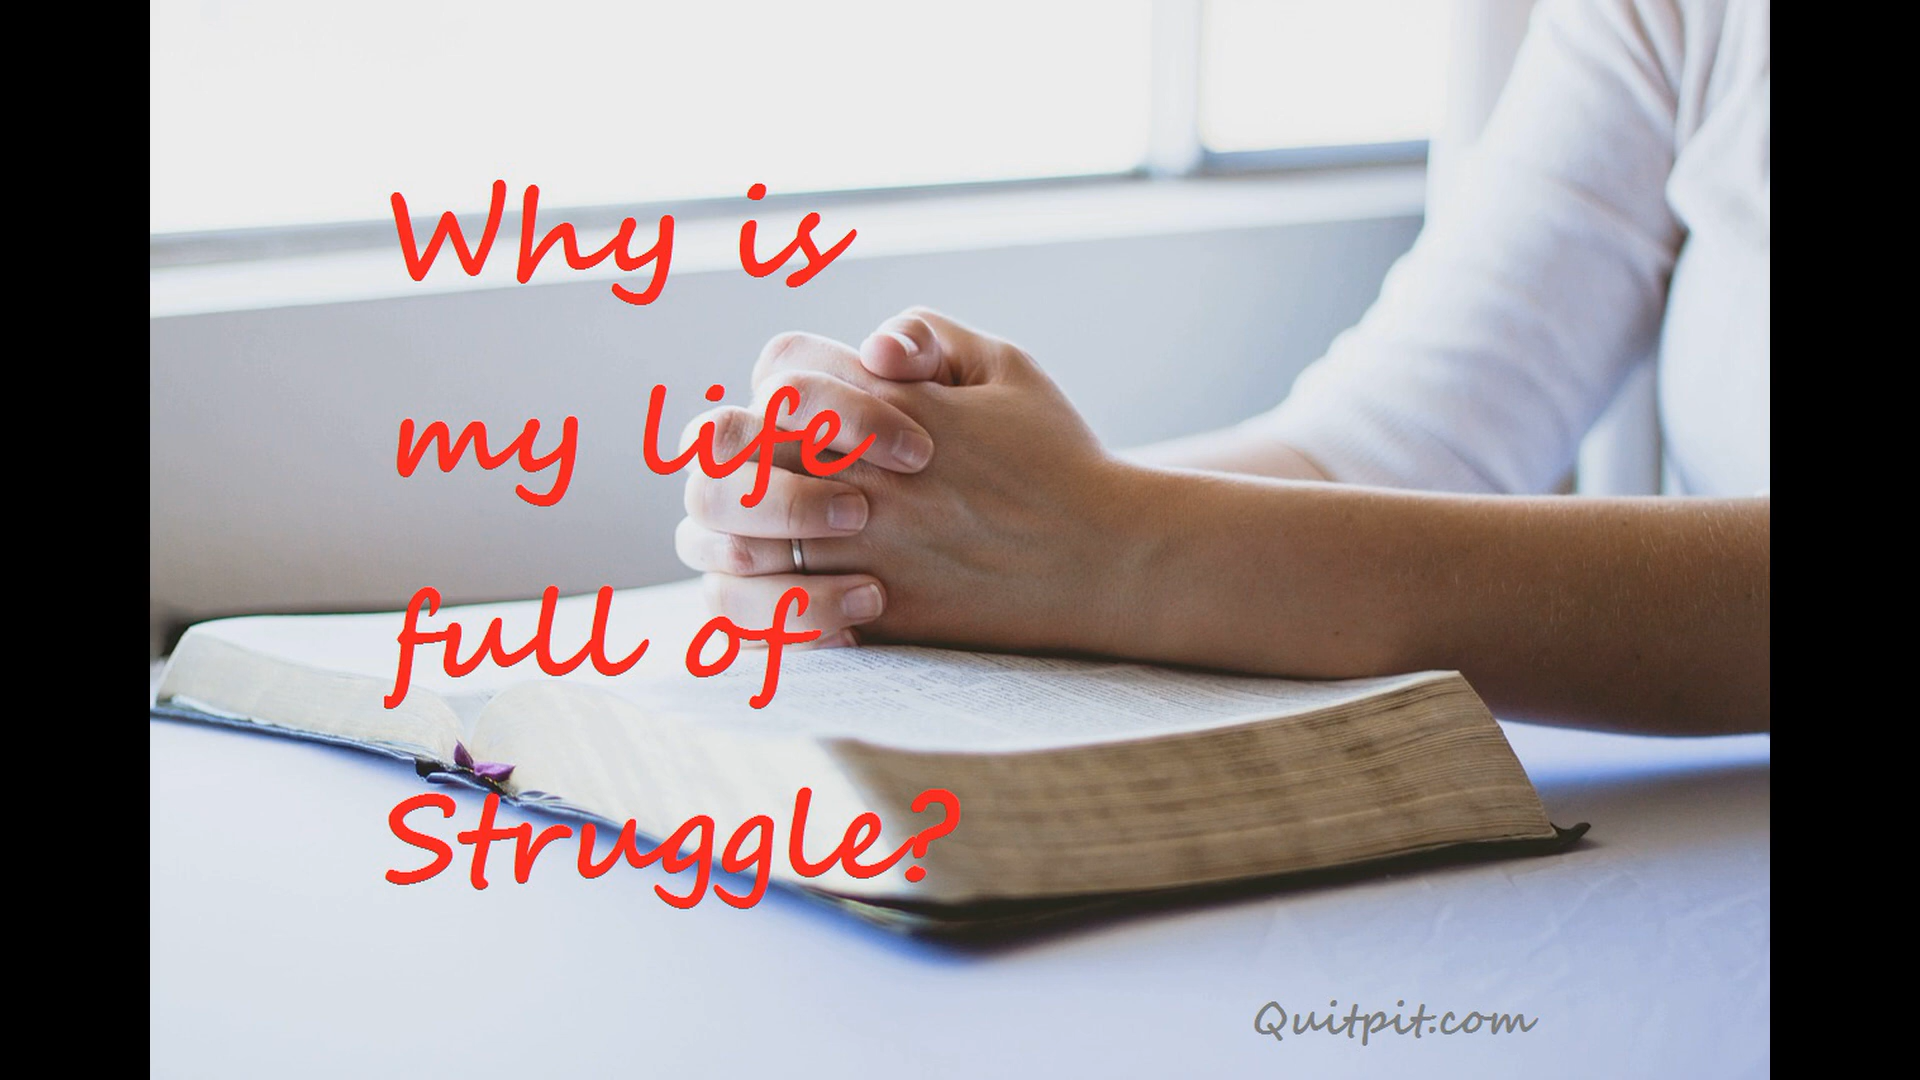 Why is
my life
full of
Struggle?
Quitpit.com